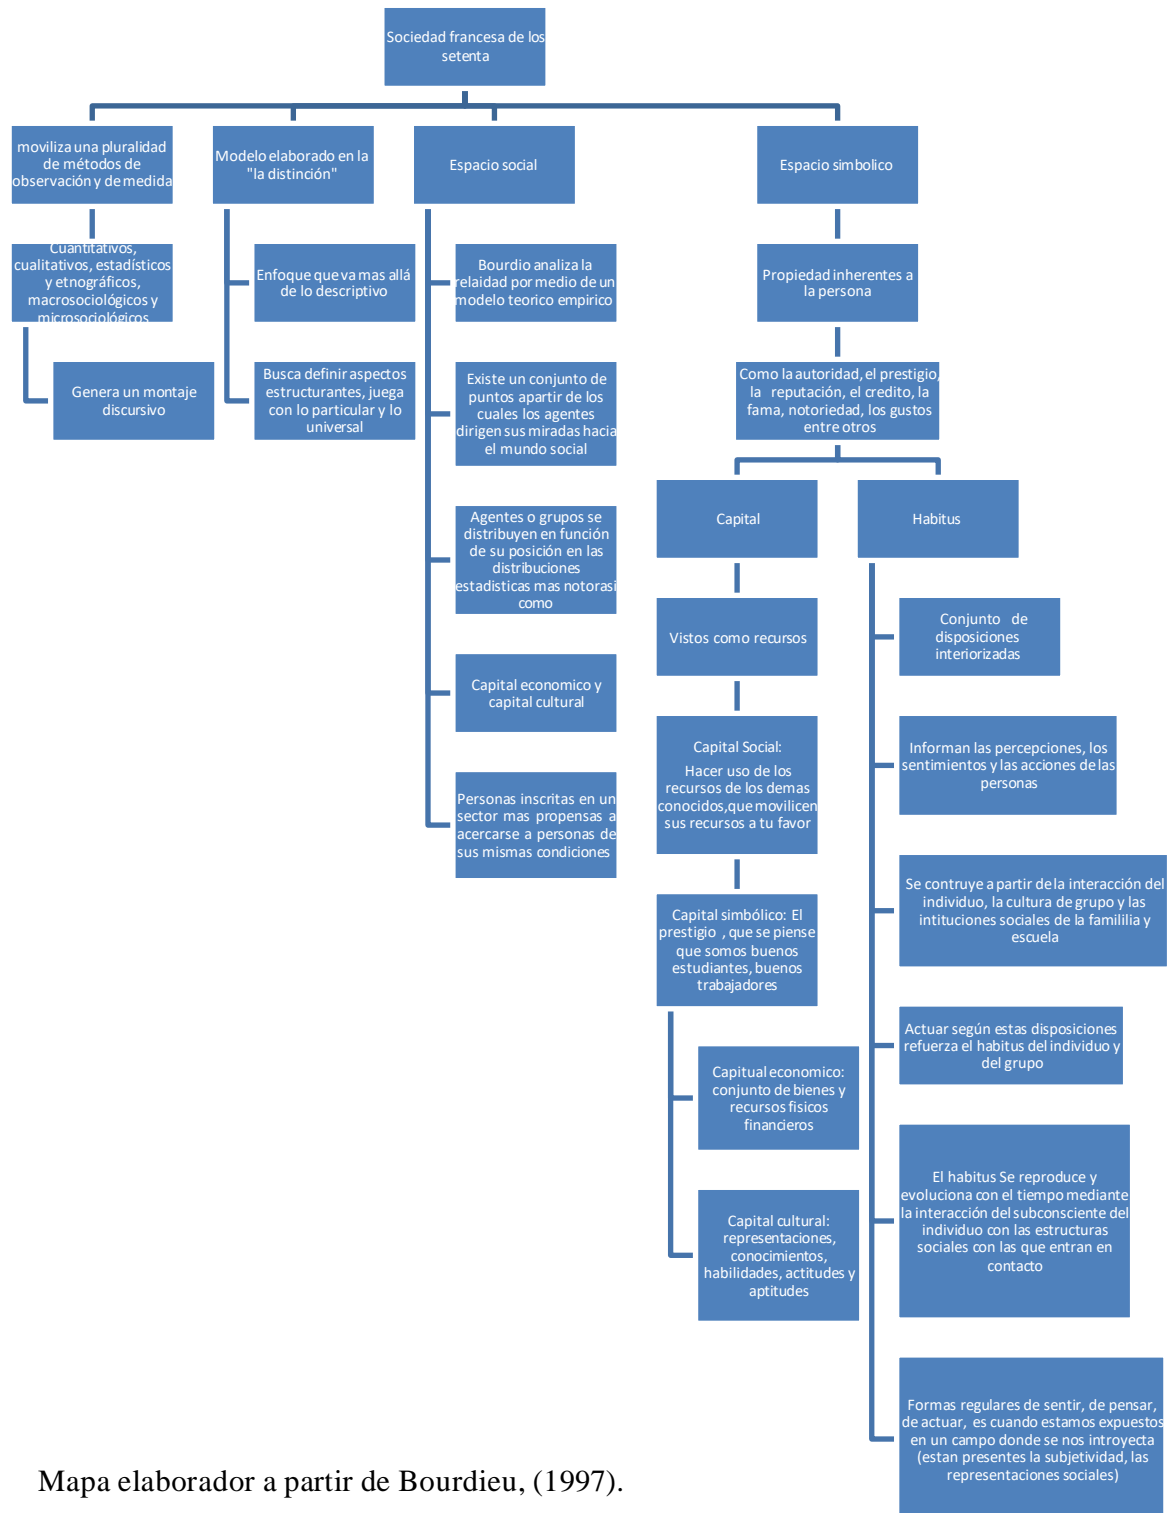 Sociedad francesa de los
setenta
moviliza una pluralidad
de métodos de
observación y de medida
Cuantitativos,
cualitativos, estadísticos
y etnográficos,
macrosociológicos y
microsociológicos
Genera un montaje
discursivo
Modelo elaborado en la
"la distinción"
Enfoque que va mas allá
de lo descriptivo
Busca definir aspectos
estructurantes, juega
con lo particular y lo
universal
Espacio social
Bourdio analiza la
relaidad por medio de un
modelo teorico empirico
Existe un conjunto de
puntos apartir de los
cuales los agentes
dirigen sus miradas hacia
el mundo social
Agentes o grupos se
distribuyen en función
de su posición en las
distribuciones
estadisticas mas notorasi
como
Capital economico y
capital cultural
Personas inscritas en un
sector mas propensas a
acercarse a personas de
sus mismas condiciones
Espacio simbolico
Propiedad inherentes a
la persona
Como la autoridad, el prestigio,
la reputación, el credito, la
fama, notoriedad, los gustos
entre otros
Capital
Vistos como recursos
Capital Social:
Hacer uso de los
recursos de los demas
conocidos,que movilicen
sus recursos a tu favor
Capital simbólico: El
prestigio , que se piense
que somos buenos
estudiantes, buenos
trabajadores
Capitual economico:
conjunto de bienes y
recursos fisicos
financieros
Capital cultural:
representaciones,
conocimientos,
habilidades, actitudes y
aptitudes
Habitus
Conjunto de
disposiciones
interiorizadas
Informan las percepciones, los
sentimientos y las acciones de las
personas
Se contruye a partir de la interacción del
individuo, la cultura de grupo y las
intituciones sociales de la famililia y
escuela
Actuar según estas disposiciones
refuerza el habitus del individuo y
del grupo
El habitus Se reproduce y
evoluciona con el tiempo mediante
la interacción del subconsciente del
individuo con las estructuras
sociales con las que entran en
contacto
Formas regulares de sentir, de pensar,
de actuar, es cuando estamos expuestos
en un campo donde se nos introyecta
(estan presentes la subjetividad, las
representaciones sociales)
Mapa elaborador a partir de Bourdieu, (1997).